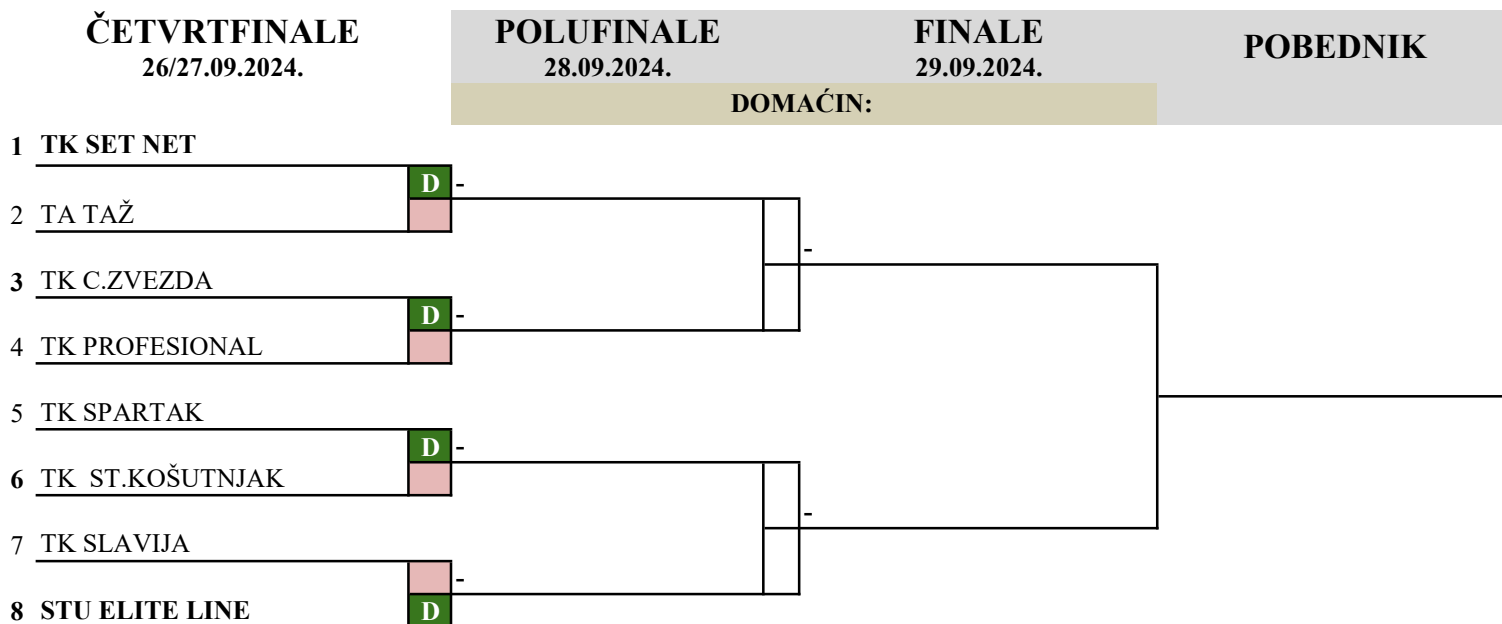 ČETVRTFINALE POLUFINALE FINALE POBEDNIK
26/27.09.2024. 28.09.2024. 29.09.2024.
DOMAĆIN:
1 TK SET NET
D -
2 TA TAŽ
-
3 TK C.ZVEZDA
D -
4 TK PROFESIONAL
5 TK SPARTAK
D -
6 TK ST.KOŠUTNJAK
-
7 TK SLAVIJA
-
8 STU ELITE LINE D